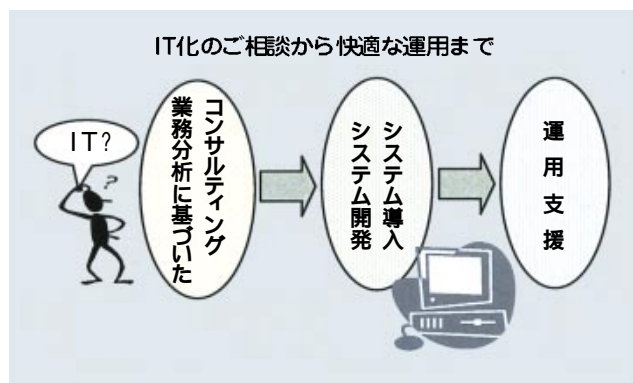 IT化のご相談から快適な運用まで
IT?
?
業務分析に基づいた
コンサルティング
システム開発
システム導入
運用支援